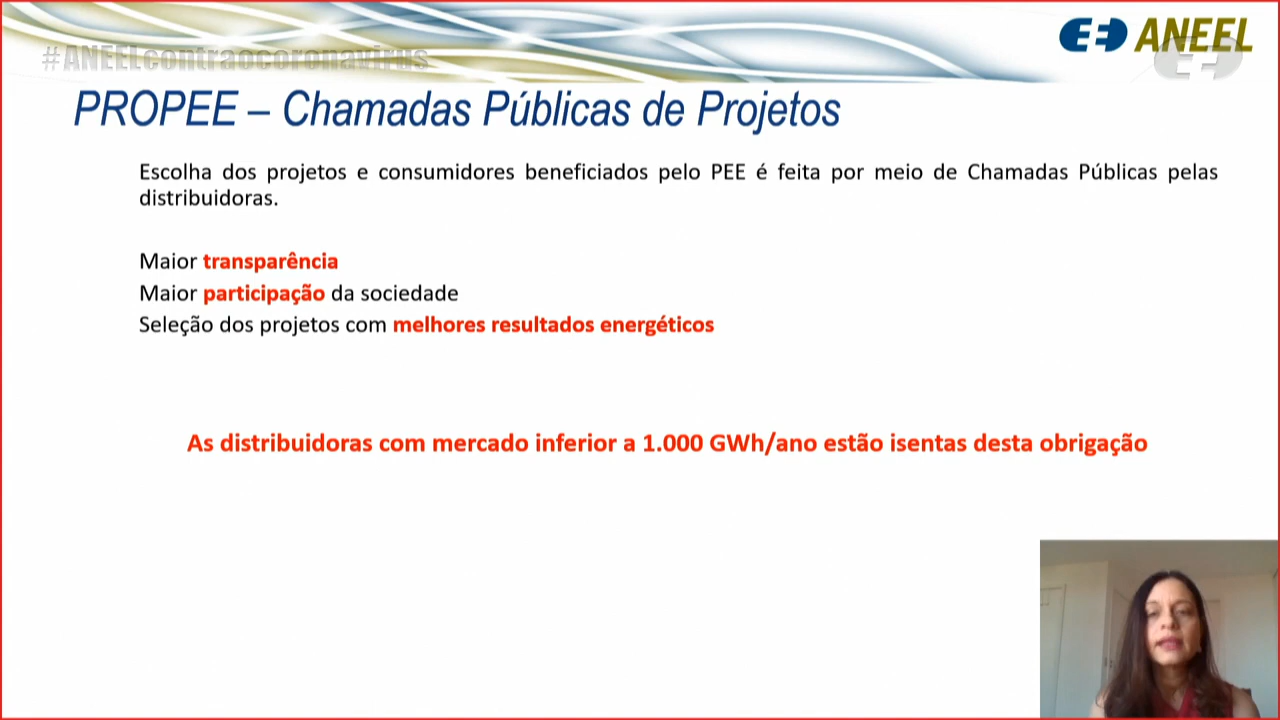 ANEEL
#ANEELcontraocoronavirus
PROPEE – Chamadas Públicas de Projetos
Escolha dos projetos e consumidores beneficiados pelo PEE é feita por meio de Chamadas Públicas pelas
distribuidoras.
Maior transparência
Maior participação da sociedade
Seleção dos projetos com melhores resultados energéticos
As distribuidoras com mercado inferior a 1.000 GWh/ano estão isentas desta obrigação